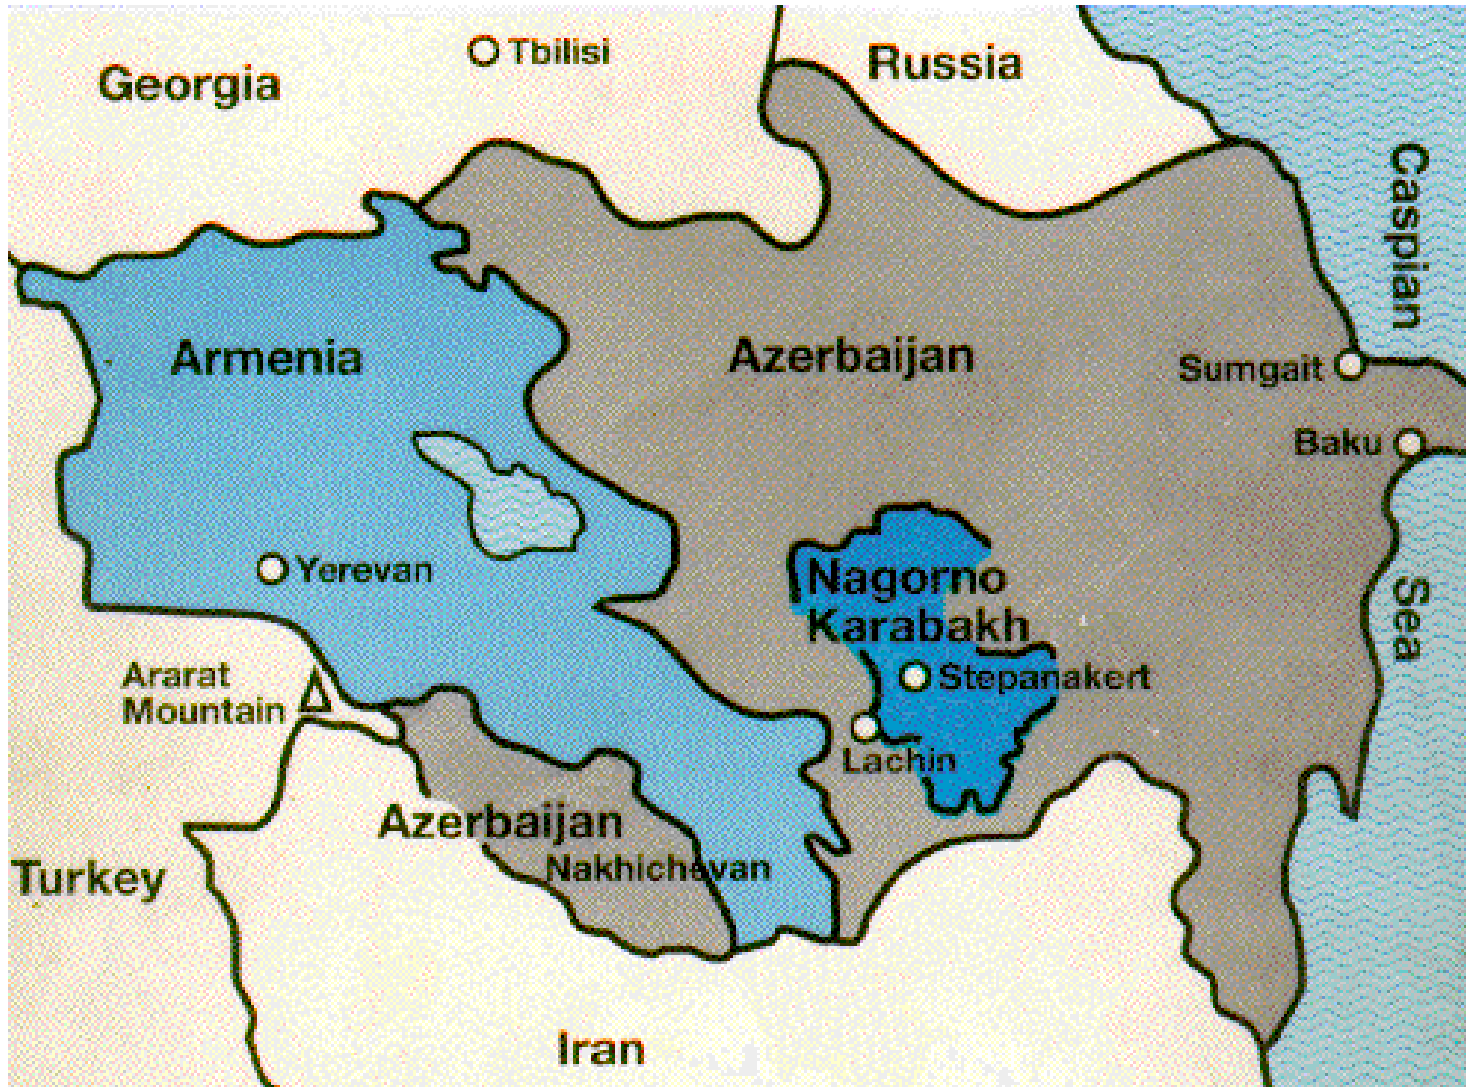 Georgia
Tbilisi
Russia
Caspian
Armenia
Azerbaijan
Sumgait
Baku
Yerevan
Nagorno
Karabakh
Sea
Ararat
Mountain
Stepanakert
Lachin
Azerbaijan
Nakhichevan
Turkey
Iran